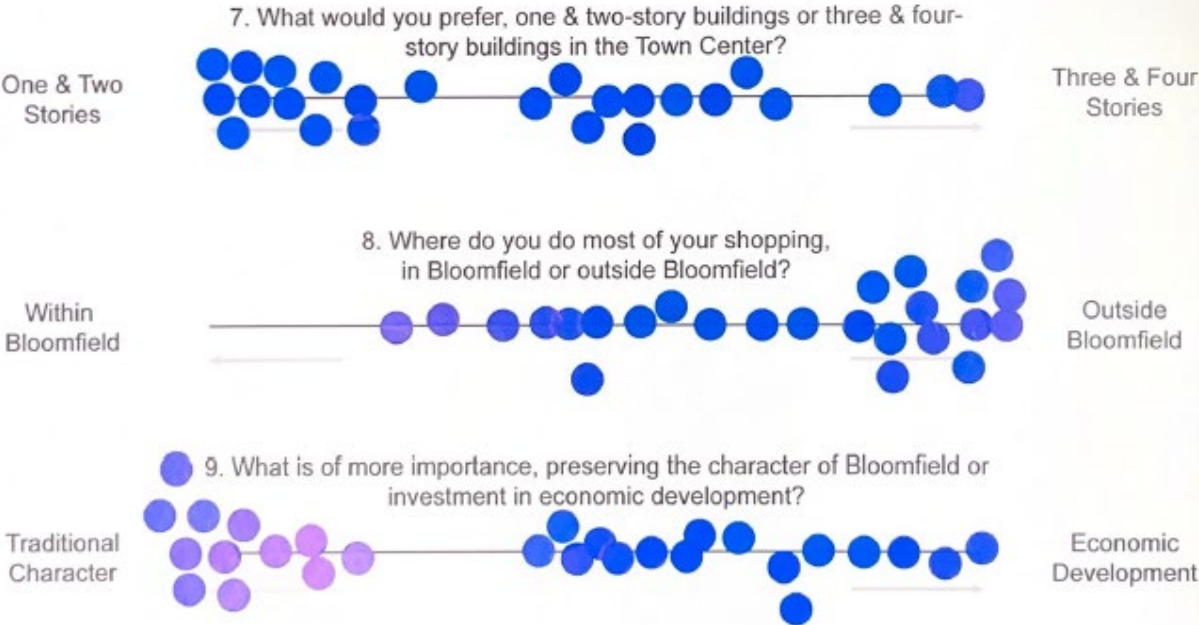 7. What would you prefer, one & two-story buildings or three & four-
story buildings in the Town Center?
One & Two
Stories
Three & Four
Stories
8. Where do you do most of your shopping,
in Bloomfield or outside Bloomfield?
Within
Bloomfield
Outside
Bloomfield
9. What is of more importance, preserving the character of Bloomfield or
investment in economic development?
Traditional
Character
Economic
Development